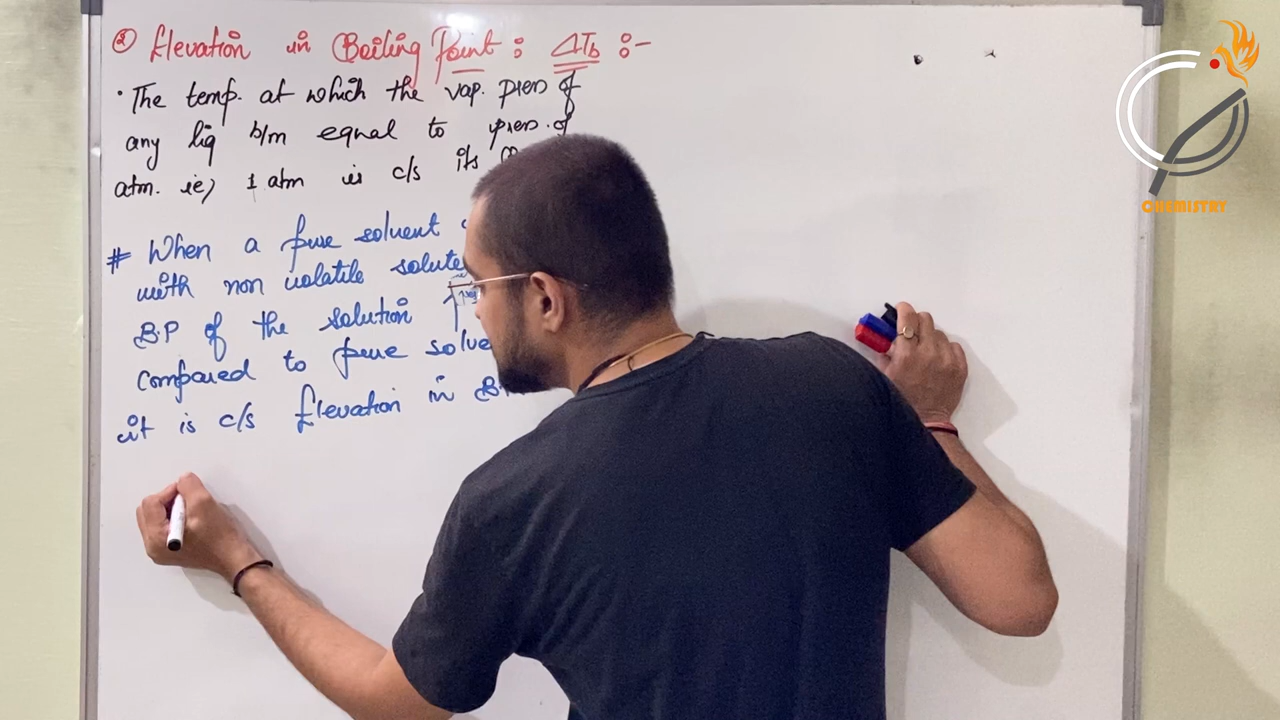 ② Elevation in Boiling Point : ΔTb :-
· The temp. at which the vap. pres of
any liq b/m equal to pres. of
atm. ie, 1 atm is c/s its
# When a pure solvent
with non volatile solute
B.P of the solution
compared to pure solve
it is c/s Elevation in B.P
CHEMISTRY